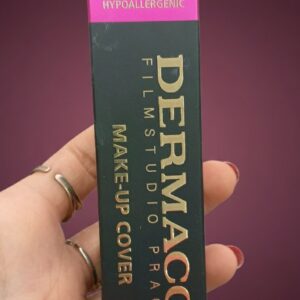 HYPOALLERGENIC
DERMACO
FILMSTUDIO PRA
MAKE-UP COVER